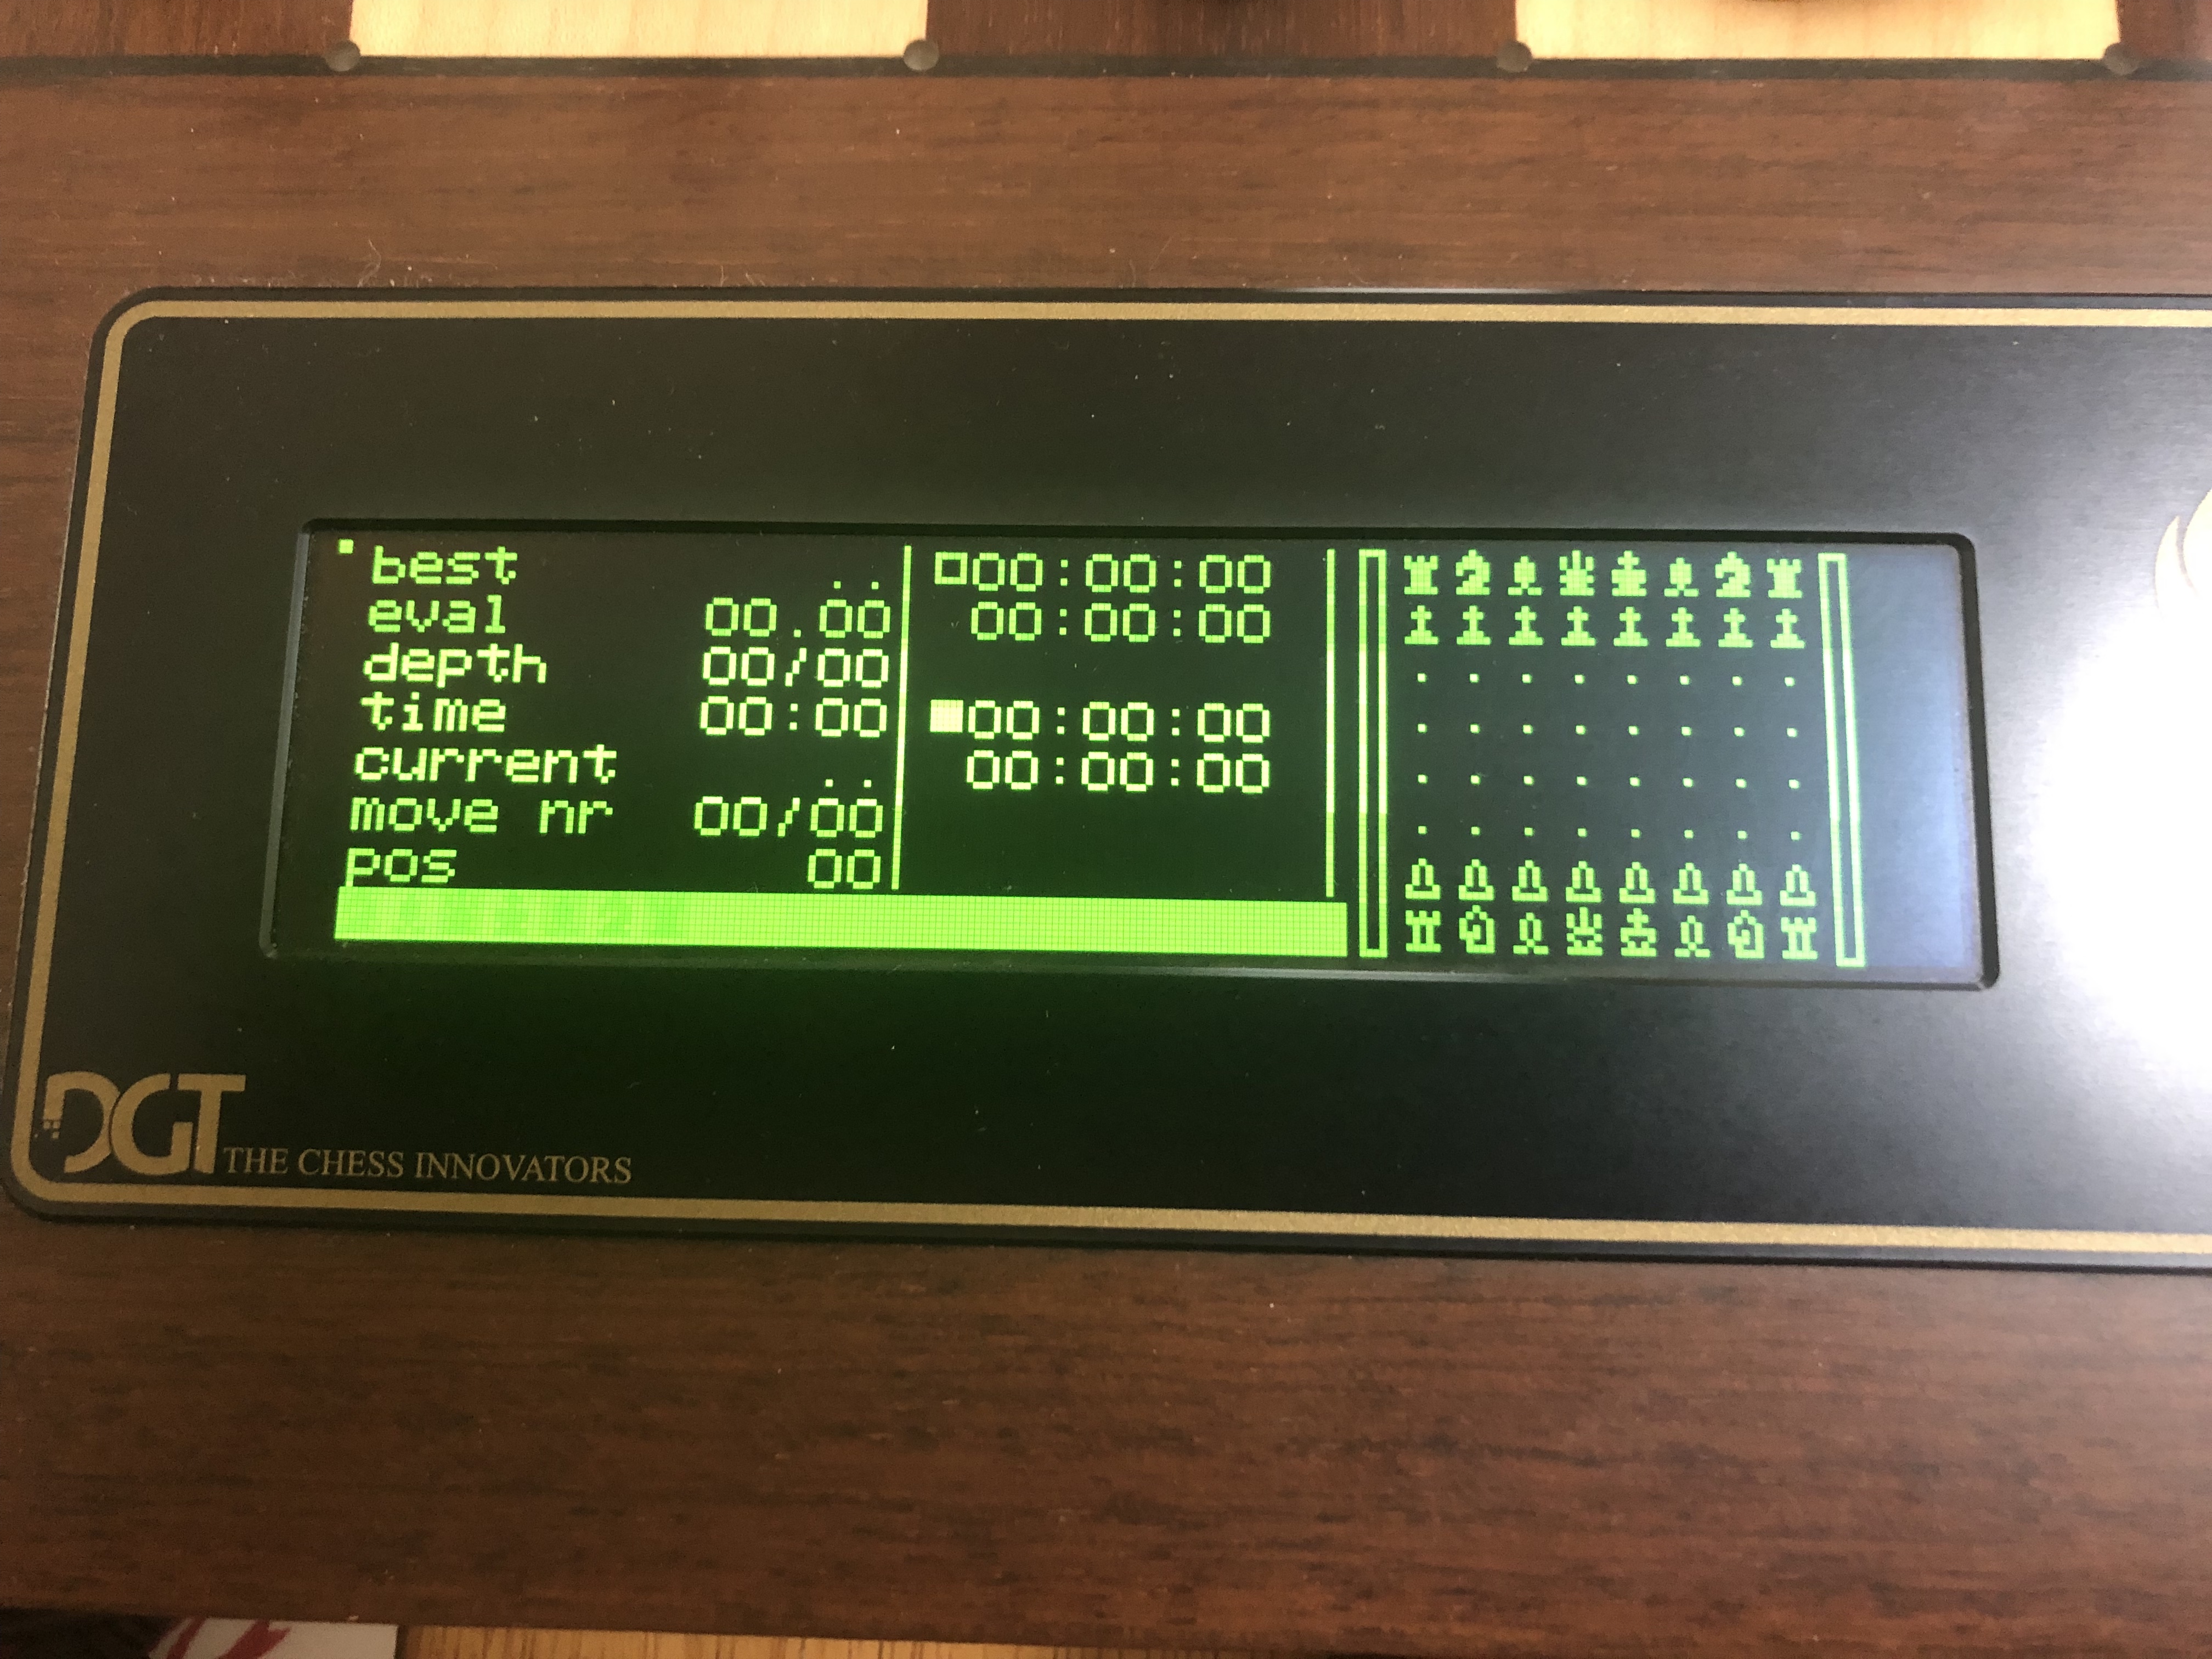 best ..
eval 00.00
depth 00/00
time 00:00
current ..
move nr 00/00
pos 00
00:00:00
00:00:00
00:00:00
00:00:00
DGT THE CHESS INNOVATORS